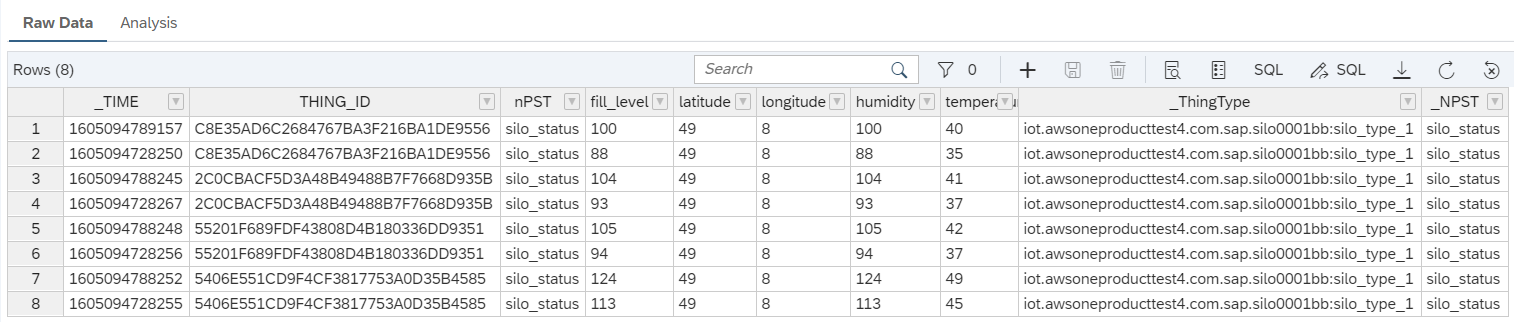 Raw Data Analysis
Rows (8) Search 0 SQL SQL
_TIME THING_ID nPST fill_level latitude longitude humidity temperatur _ThingType _NPST
1 1605094789157 C8E35AD6C2684767BA3F216BA1DE9556 silo_status 100 49 8 100 40 iot.awsoneproducttest4.com.sap.silo0001bb:silo_type_1 silo_status
2 1605094728250 C8E35AD6C2684767BA3F216BA1DE9556 silo_status 88 49 8 88 35 iot.awsoneproducttest4.com.sap.silo0001bb:silo_type_1 silo_status
3 1605094788245 2C0CBACF5D3A48B49488B7F7668D935B silo_status 104 49 8 104 41 iot.awsoneproducttest4.com.sap.silo0001bb:silo_type_1 silo_status
4 1605094728267 2C0CBACF5D3A48B49488B7F7668D935B silo_status 93 49 8 93 37 iot.awsoneproducttest4.com.sap.silo0001bb:silo_type_1 silo_status
5 1605094788248 55201F689FDF43808D4B180336DD9351 silo_status 105 49 8 105 42 iot.awsoneproducttest4.com.sap.silo0001bb:silo_type_1 silo_status
6 1605094728256 55201F689FDF43808D4B180336DD9351 silo_status 94 49 8 94 37 iot.awsoneproducttest4.com.sap.silo0001bb:silo_type_1 silo_status
7 1605094788252 5406E551CD9F4CF3817753A0D35B4585 silo_status 124 49 8 124 49 iot.awsoneproducttest4.com.sap.silo0001bb:silo_type_1 silo_status
8 1605094728255 5406E551CD9F4CF3817753A0D35B4585 silo_status 113 49 8 113 45 iot.awsoneproducttest4.com.sap.silo0001bb:silo_type_1 silo_status